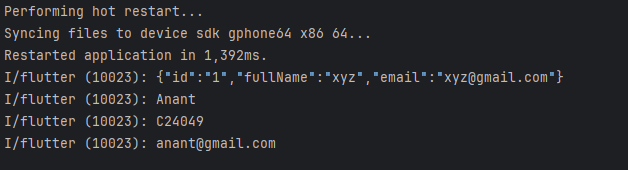 Performing hot restart...
Syncing files to device sdk gphone64 x86 64...
Restarted application in 1,392ms.
I/flutter (10023): {"id":"1","fullName":"xyz","email":"xyz@gmail.com"}
I/flutter (10023): Anant
I/flutter (10023): C24049
I/flutter (10023): anant@gmail.com